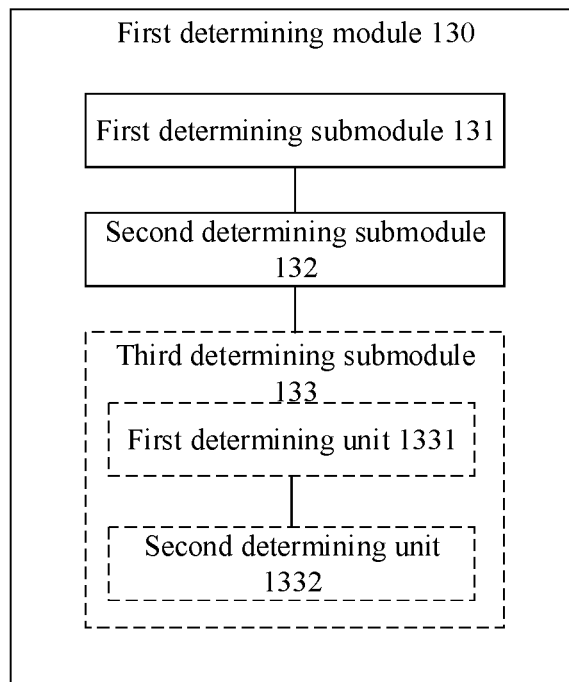 First determining module 130
First determining submodule 131
Second determining submodule
132
Third determining submodule
133
First determining unit 1331
Second determining unit
1332